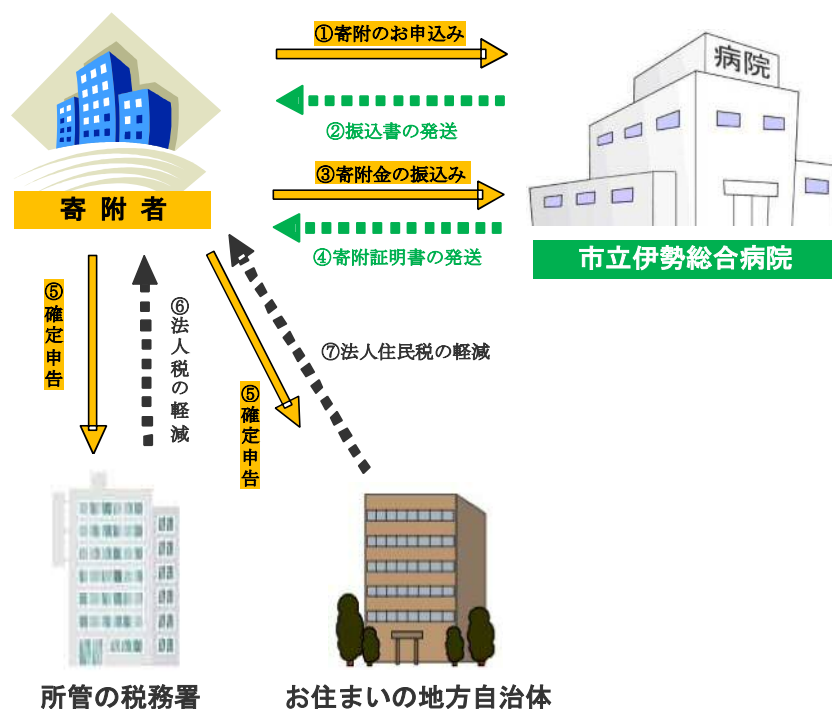 ①寄附のお申込み
病院
②振込書の発送
③寄附金の振込み
寄附者
④寄附証明書の発送
市立伊勢総合病院
⑤確定申告
⑥法人税の軽減
⑦法人住民税の軽減
⑤確定申告
所管の税務署
お住まいの地方自治体